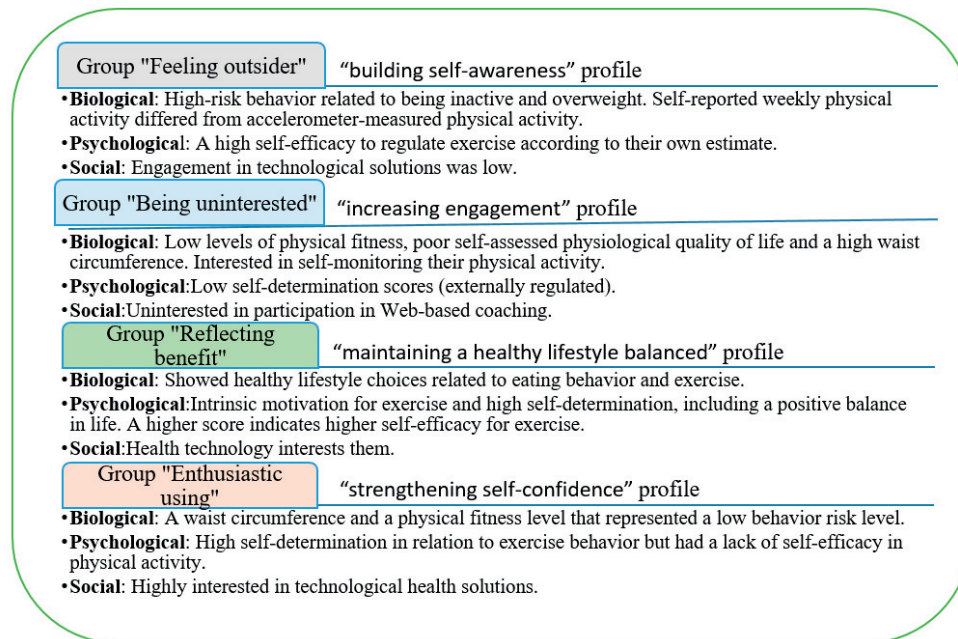 Group "Feeling outsider" “building self-awareness” profile
•Biological: High-risk behavior related to being inactive and overweight. Self-reported weekly physical
activity differed from accelerometer-measured physical activity.
•Psychological: A high self-efficacy to regulate exercise according to their own estimate.
•Social: Engagement in technological solutions was low.
Group "Being uninterested" “increasing engagement” profile
•Biological: Low levels of physical fitness, poor self-assessed physiological quality of life and a high waist
circumference. Interested in self-monitoring their physical activity.
•Psychological:Low self-determination scores (externally regulated).
•Social:Uninterested in participation in Web-based coaching.
Group "Reflecting
benefit" “maintaining a healthy lifestyle balanced” profile
•Biological: Showed healthy lifestyle choices related to eating behavior and exercise.
•Psychological:Intrinsic motivation for exercise and high self-determination, including a positive balance
in life. A higher score indicates higher self-efficacy for exercise.
•Social:Health technology interests them.
Group "Enthusiastic
using" “strengthening self-confidence” profile
•Biological: A waist circumference and a physical fitness level that represented a low behavior risk level.
•Psychological: High self-determination in relation to exercise behavior but had a lack of self-efficacy in
physical activity.
•Social: Highly interested in technological health solutions.